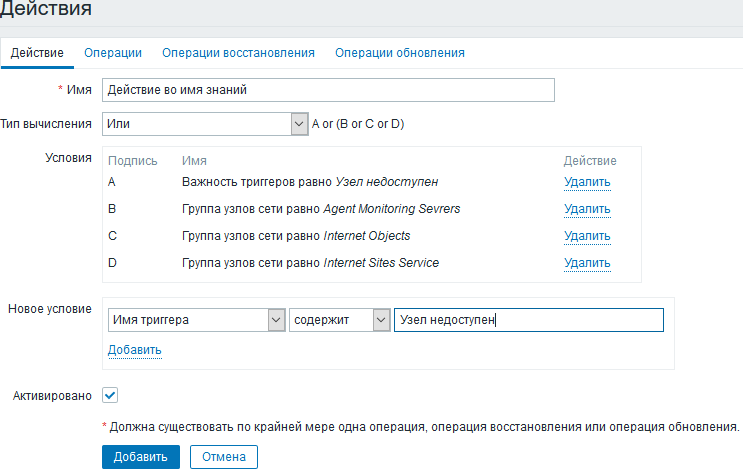 Действия
Действие Операции Операции восстановления Операции обновления
* Имя Действие во имя знаний
Тип вычисления Или A or (B or C or D)
Условия Подпись Имя Действие
A Важность триггеров равно Узел недоступен Удалить
B Группа узлов сети равно Agent Monitoring Sevrers Удалить
C Группа узлов сети равно Internet Objects Удалить
D Группа узлов сети равно Internet Sites Service Удалить
Новое условие Имя триггера содержит Узел недоступен
Добавить
Активировано
* Должна существовать по крайней мере одна операция, операция восстановления или операция обновления.
Добавить Отмена